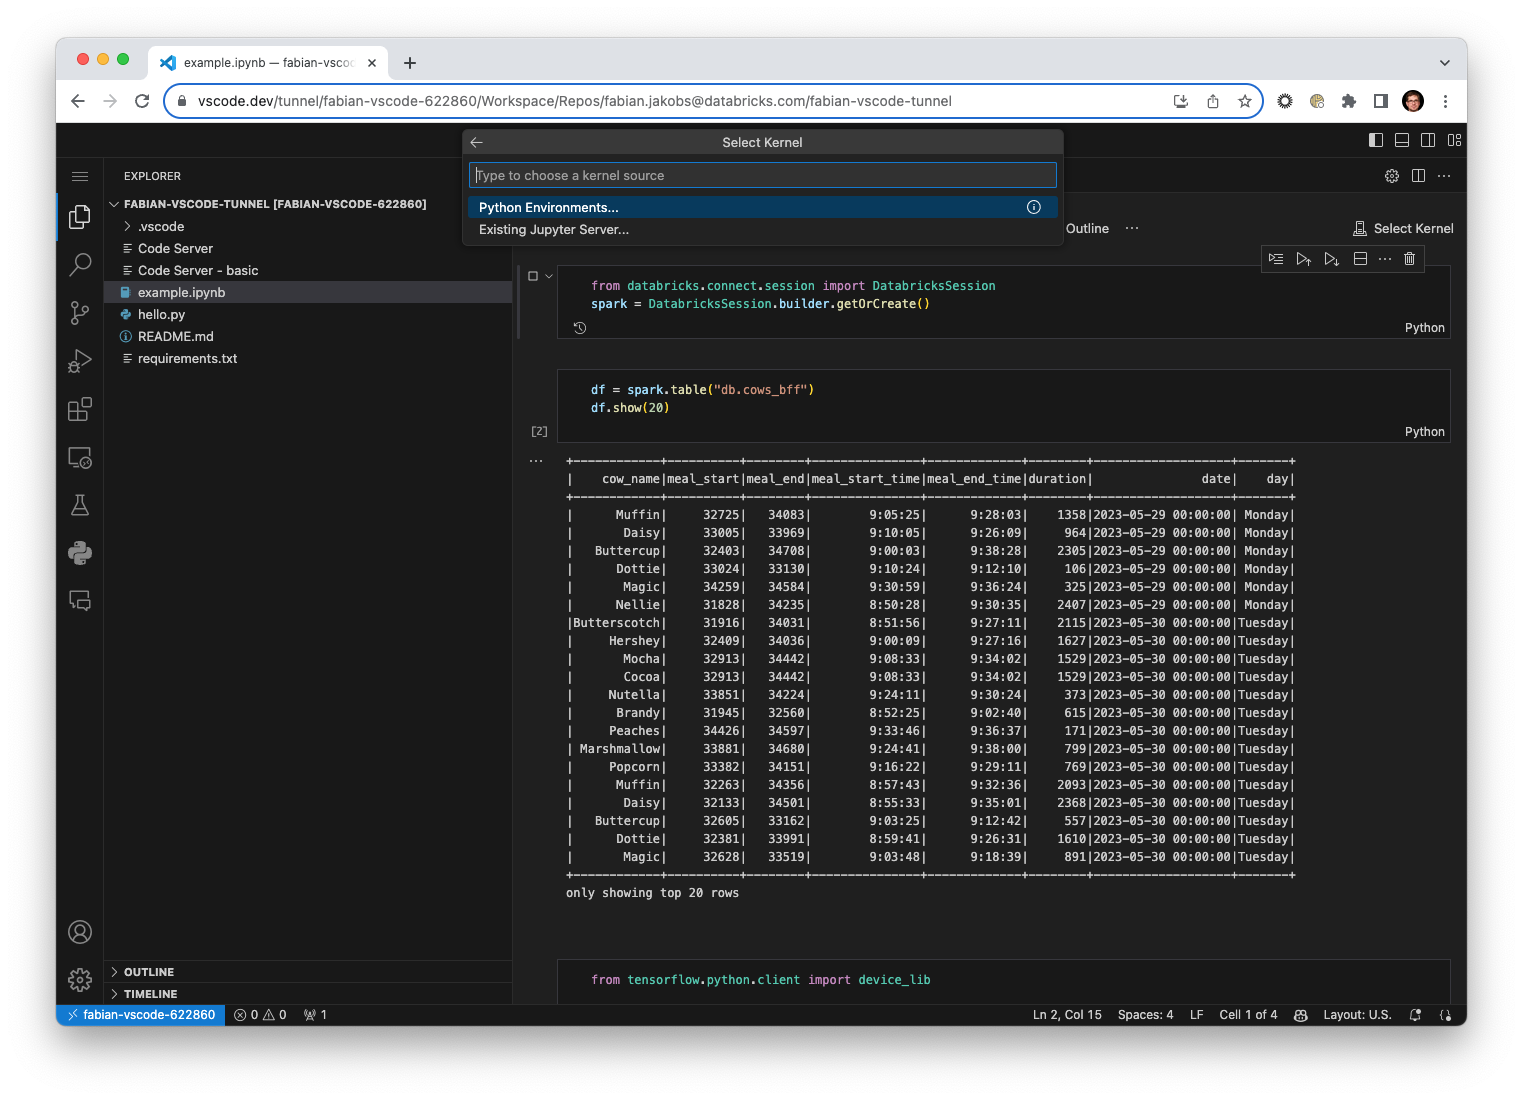 example.ipynb — fabian-vscod
vscode.dev/tunnel/fabian-vscode-622860/Workspace/Repos/fabian.jakobs@databricks.com/fabian-vscode-tunnel
Select Kernel
Type to choose a kernel source
Python Environments...
Existing Jupyter Server...
EXPLORER
FABIAN-VSCODE-TUNNEL [FABIAN-VSCODE-622860]
.vscode
Code Server
Code Server - basic
example.ipynb
hello.py
README.md
requirements.txt
Outline ...
Select Kernel
from databricks.connect.session import DatabricksSession
spark = DatabricksSession.builder.getOrCreate()
Python
df = spark.table("db.cows_bff")
df.show(20)
[2]
Python
+------------+----------+--------+---------------+-------------+--------+-------------------+-------+
|    cow_name|meal_start|meal_end|meal_start_time|meal_end_time|duration|               date|    day|
+------------+----------+--------+---------------+-------------+--------+-------------------+-------+
|      Muffin|     32725|   34083|        9:05:25|      9:28:03|    1358|2023-05-29 00:00:00| Monday|
|       Daisy|     33005|   33969|        9:10:05|      9:26:09|     964|2023-05-29 00:00:00| Monday|
|   Buttercup|     32403|   34708|        9:00:03|      9:38:28|    2305|2023-05-29 00:00:00| Monday|
|      Dottie|     33024|   33130|        9:10:24|      9:12:10|     106|2023-05-29 00:00:00| Monday|
|       Magic|     34259|   34584|        9:30:59|      9:36:24|     325|2023-05-29 00:00:00| Monday|
|      Nellie|     31828|   34235|        8:50:28|      9:30:35|    2407|2023-05-29 00:00:00| Monday|
|Butterscotch|     31916|   34031|        8:51:56|      9:27:11|    2115|2023-05-30 00:00:00|Tuesday|
|     Hershey|     32409|   34036|        9:00:09|      9:27:16|    1627|2023-05-30 00:00:00|Tuesday|
|       Mocha|     32913|   34442|        9:08:33|      9:34:02|    1529|2023-05-30 00:00:00|Tuesday|
|       Cocoa|     32913|   34442|        9:08:33|      9:34:02|    1529|2023-05-30 00:00:00|Tuesday|
|     Nutella|     33851|   34224|        9:24:11|      9:30:24|     373|2023-05-30 00:00:00|Tuesday|
|      Brandy|     31945|   32560|        8:52:25|      9:02:40|     615|2023-05-30 00:00:00|Tuesday|
|     Peaches|     34426|   34597|        9:33:46|      9:36:37|     171|2023-05-30 00:00:00|Tuesday|
| Marshmallow|     33881|   34680|        9:24:41|      9:38:00|     799|2023-05-30 00:00:00|Tuesday|
|     Popcorn|     33382|   34151|        9:16:22|      9:29:11|     769|2023-05-30 00:00:00|Tuesday|
|      Muffin|     32263|   34356|        8:57:43|      9:32:36|    2093|2023-05-30 00:00:00|Tuesday|
|       Daisy|     32133|   34501|        8:55:33|      9:35:01|    2368|2023-05-30 00:00:00|Tuesday|
|   Buttercup|     32605|   33162|        9:03:25|      9:12:42|     557|2023-05-30 00:00:00|Tuesday|
|      Dottie|     32381|   33991|        8:59:41|      9:26:31|    1610|2023-05-30 00:00:00|Tuesday|
|       Magic|     32628|   33519|        9:03:48|      9:18:39|     891|2023-05-30 00:00:00|Tuesday|
+------------+----------+--------+---------------+-------------+--------+-------------------+-------+
only showing top 20 rows
from tensorflow.python.client import device_lib
OUTLINE
TIMELINE
fabian-vscode-622860 0 0 1 Ln 2, Col 15 Spaces: 4 LF Cell 1 of 4 Layout: U.S.